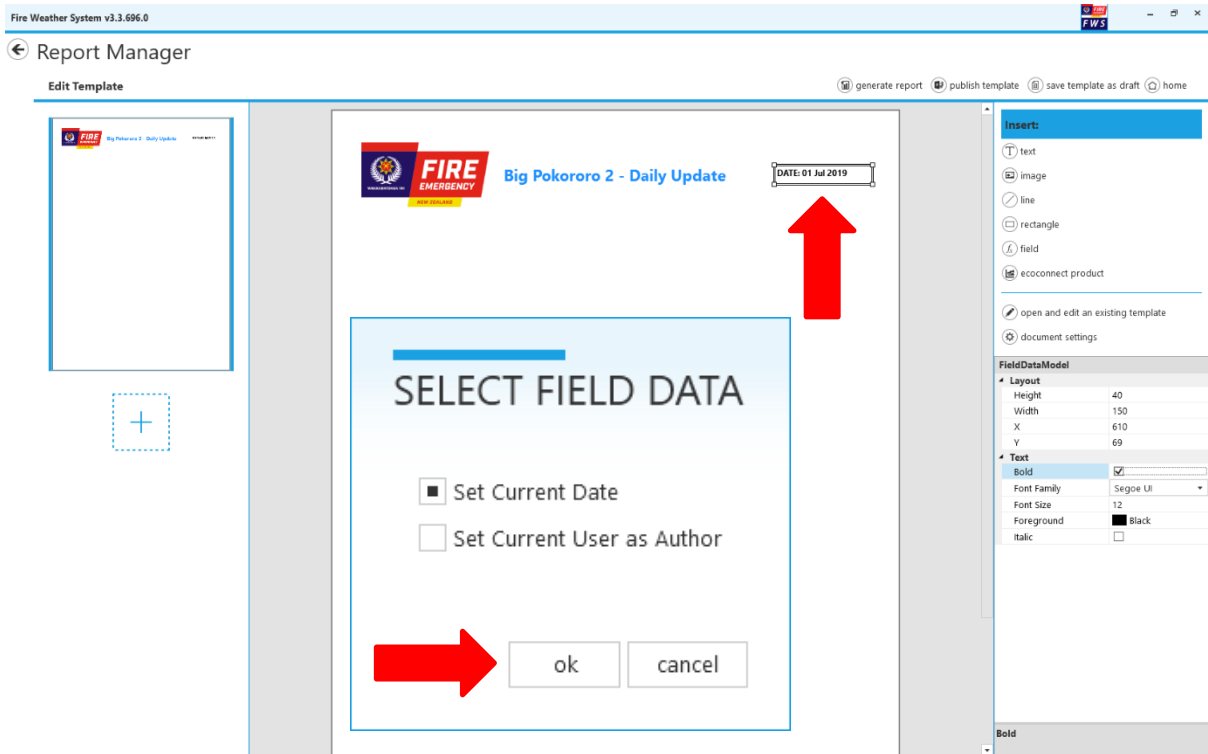 Fire Weather System v3.3.696.0
FIRE
FWS
Report Manager
Edit Template
generate report
publish template
save template as draft
home
FIRE
EMERGENCY
Big Pokororo 2 - Daily Update
FIRE
EMERGENCY
NEW ZEALAND
Big Pokororo 2 - Daily Update
DATE: 01 Jul 2019
SELECT FIELD DATA
Set Current Date
Set Current User as Author
ok
cancel
Insert:
text
image
line
rectangle
field
ecoconnect product
open and edit an existing template
document settings
FieldDataModel
Layout
Height 40
Width 150
X 610
Y 69
Text
Bold
Font Family Segoe UI
Font Size 12
Foreground Black
Italic
Bold